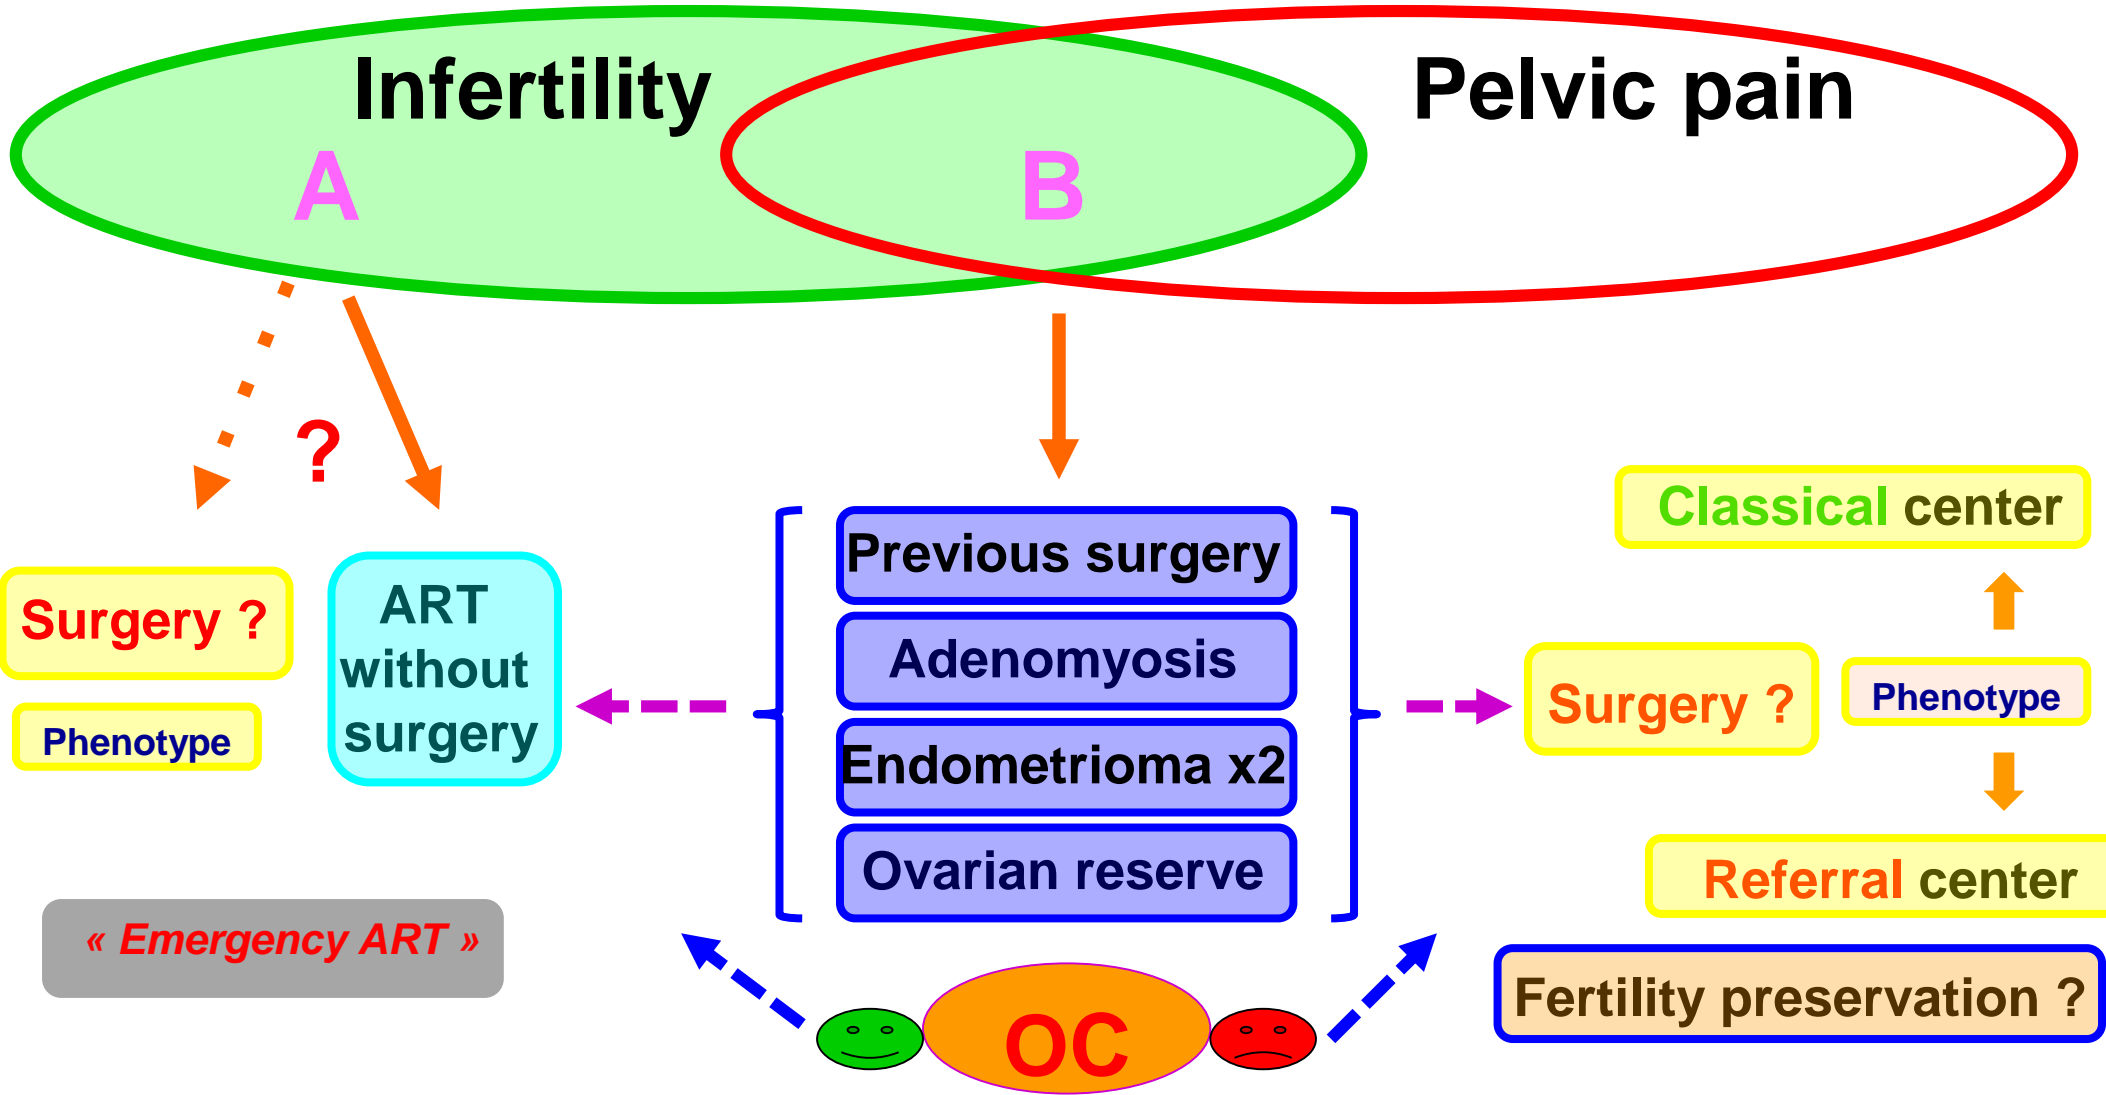 Infertility
Pelvic pain
A
B
?
Surgery ?
Phenotype
ART
without
surgery
« Emergency ART »
Previous surgery
Adenomyosis
Endometrioma x2
Ovarian reserve
OC
Classical center
Surgery ?
Phenotype
Referral center
Fertility preservation ?